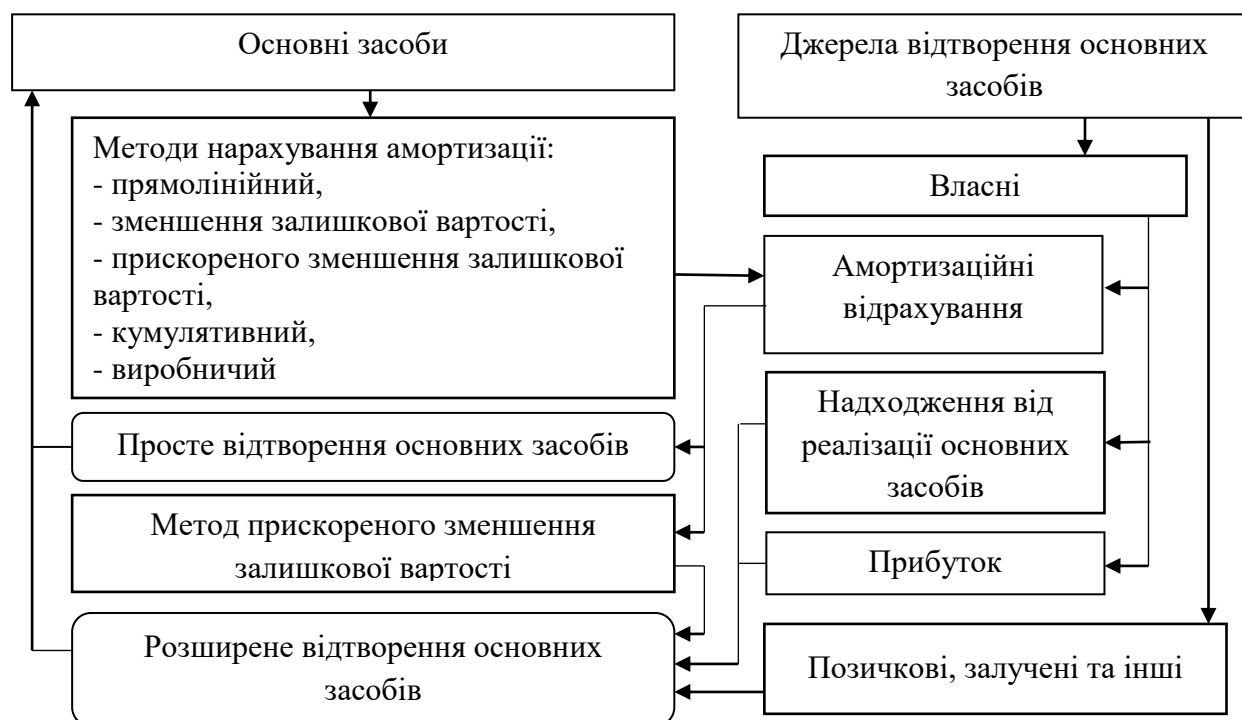 Основні засоби
Джерела відтворення основних
засобів
Методи нарахування амортизації:
- прямолінійний,
- зменшення залишкової вартості,
- прискореного зменшення залишкової
вартості,
- кумулятивний,
- виробничий
Власні
Амортизаційні
відрахування
Надходження від
реалізації основних
засобів
Просте відтворення основних засобів
Метод прискореного зменшення
залишкової вартості
Прибуток
Розширене відтворення основних
засобів
Позичкові, залучені та інші